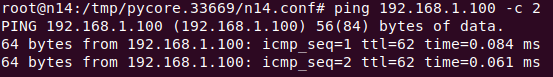 root@n14:/tmp/pycore.33669/n14.conf# ping 192.168.1.100 -c 2
PING 192.168.1.100 (192.168.1.100) 56(84) bytes of data.
64 bytes from 192.168.1.100: icmp_seq=1 ttl=62 time=0.084 ms
64 bytes from 192.168.1.100: icmp_seq=2 ttl=62 time=0.061 ms